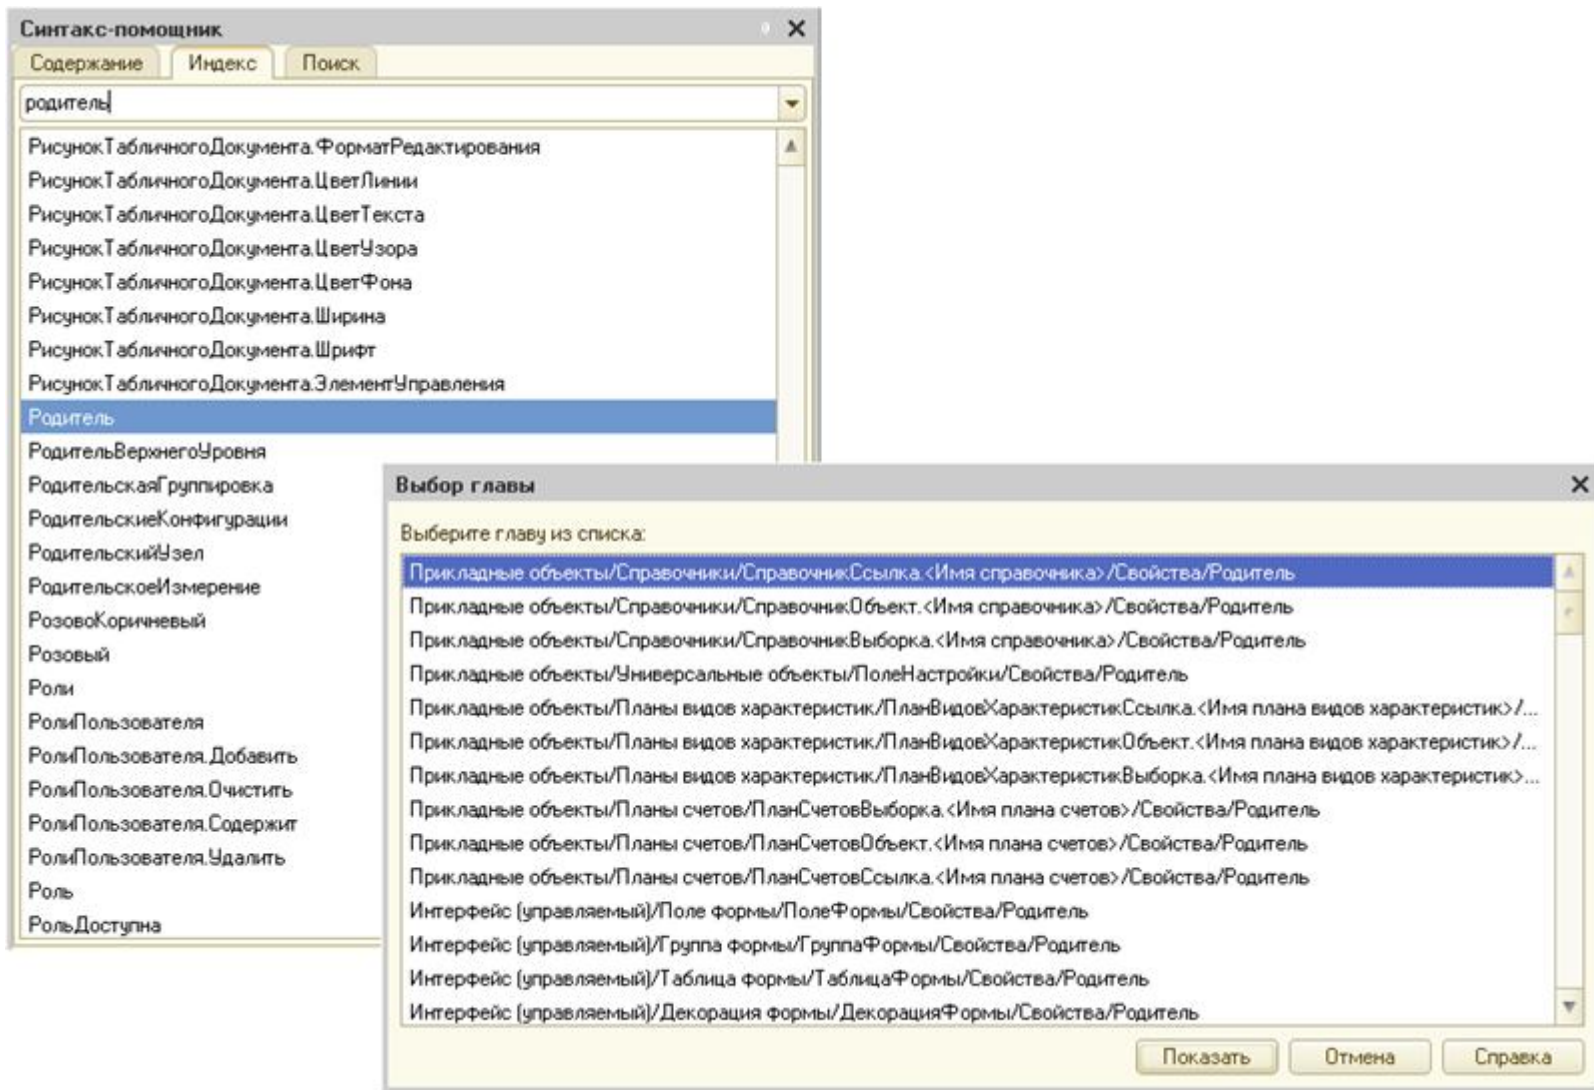 Синтакс-помощник
Содержание Индекс Поиск
родитель
РисунокТабличногоДокумента.ФорматРедактирования
РисунокТабличногоДокумента.ЦветЛинии
РисунокТабличногоДокумента.ЦветТекста
РисунокТабличногоДокумента.ЦветУзора
РисунокТабличногоДокумента.ЦветФона
РисунокТабличногоДокумента.Ширина
РисунокТабличногоДокумента.Шрифт
РисунокТабличногоДокумента.ЭлементУправления
Родитель
РодительВерхнегоУровня
РодительскаяГруппировка
РодительскиеКонфигурации
РодительскийУзел
РодительскоеИзмерение
РозовоКоричневый
Розовый
Роли
РолиПользователя
РолиПользователя.Добавить
РолиПользователя.Очистить
РолиПользователя.Содержит
РолиПользователя.Удалить
Роль
РольДоступна
Выбор главы
Выберите главу из списка:
Прикладные объекты/Справочники/СправочникСсылка.<Имя справочника>/Свойства/Родитель
Прикладные объекты/Справочники/СправочникОбъект.<Имя справочника>/Свойства/Родитель
Прикладные объекты/Справочники/СправочникВыборка.<Имя справочника>/Свойства/Родитель
Прикладные объекты/Универсальные объекты/ПолеНастройки/Свойства/Родитель
Прикладные объекты/Планы видов характеристик/ПланВидовХарактеристикСсылка.<Имя плана видов характеристик>/...
Прикладные объекты/Планы видов характеристик/ПланВидовХарактеристикОбъект.<Имя плана видов характеристик>/...
Прикладные объекты/Планы видов характеристик/ПланВидовХарактеристикВыборка.<Имя плана видов характеристик>...
Прикладные объекты/Планы счетов/ПланСчетовВыборка.<Имя плана счетов>/Свойства/Родитель
Прикладные объекты/Планы счетов/ПланСчетовОбъект.<Имя плана счетов>/Свойства/Родитель
Прикладные объекты/Планы счетов/ПланСчетовСсылка.<Имя плана счетов>/Свойства/Родитель
Интерфейс (управляемый)/Поле формы/ПолеФормы/Свойства/Родитель
Интерфейс (управляемый)/Группа формы/ГруппаФормы/Свойства/Родитель
Интерфейс (управляемый)/Таблица формы/ТаблицаФормы/Свойства/Родитель
Интерфейс (управляемый)/Декорация формы/ДекорацияФормы/Свойства/Родитель
Показать Отмена Справка